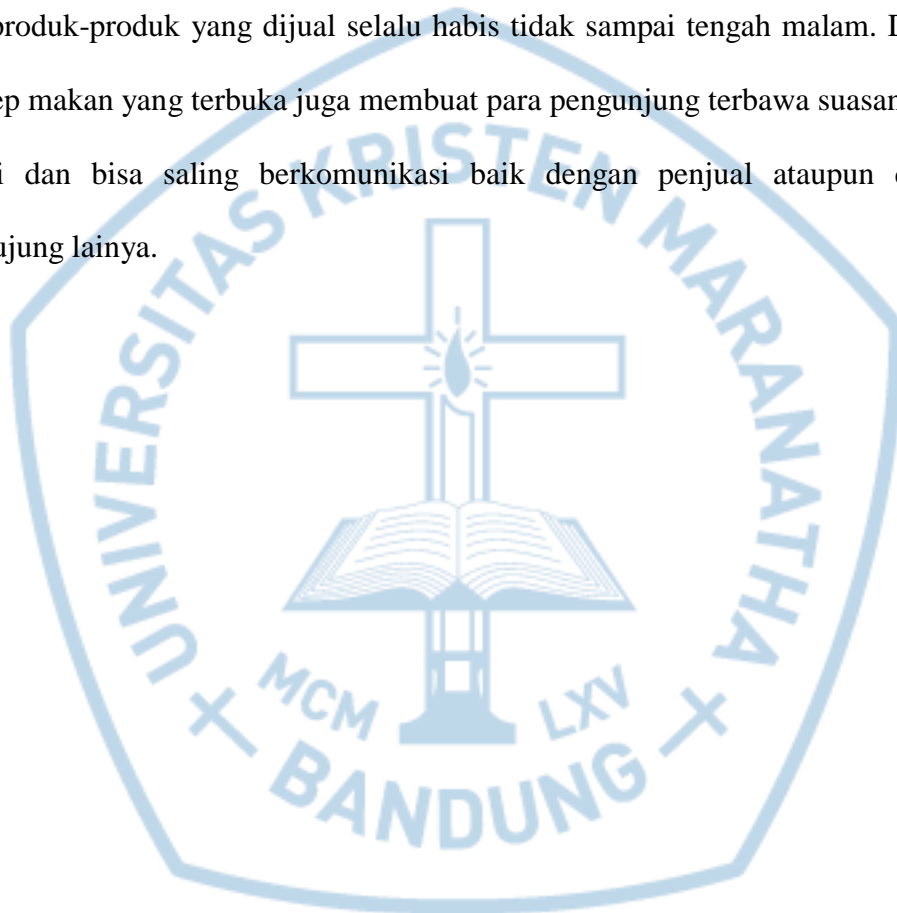 produk-produk yang dijual selalu habis tidak sampai tengah malam.
makan yang terbuka juga membuat para pengunjung terbawa
dan bisa saling berkomunikasi baik dengan penjual ataupun
lainya.
UNIVERSITAS KRISTEN MARANATHA
MCM LXV
BANDUNG